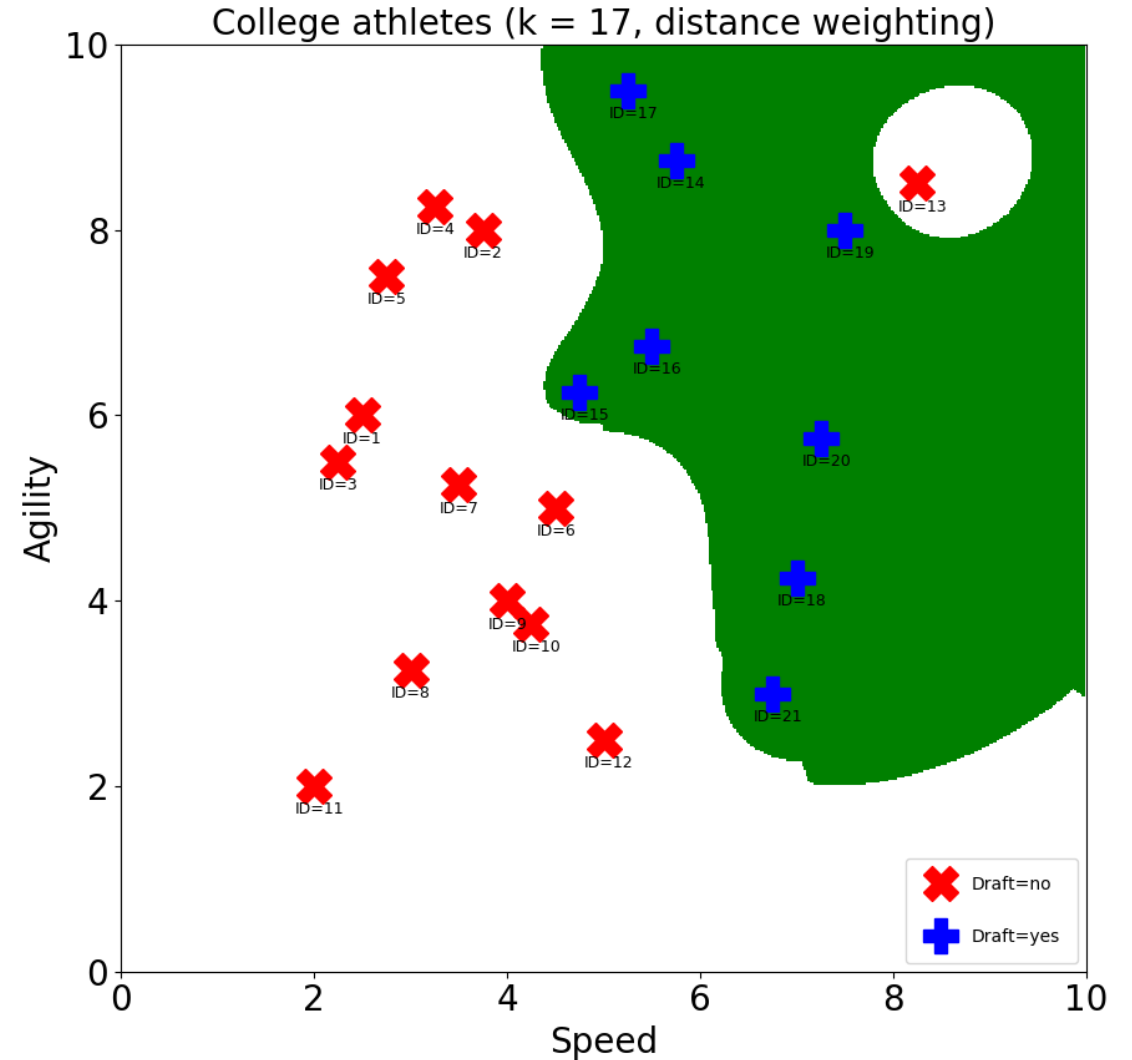 College athletes (k = 17, distance weighting)
10
ID=17
ID=14
ID=13
ID=4
8
ID=2
ID=19
ID=5
ID=16
ID=15
6
ID=1
ID=20
ID=3
ID=7
ID=6
Agility
4
ID=18
ID=9
ID=10
ID=8
ID=21
ID=12
2
ID=11
Draft=no
Draft=yes
0
0 2 4 6 8 10
Speed